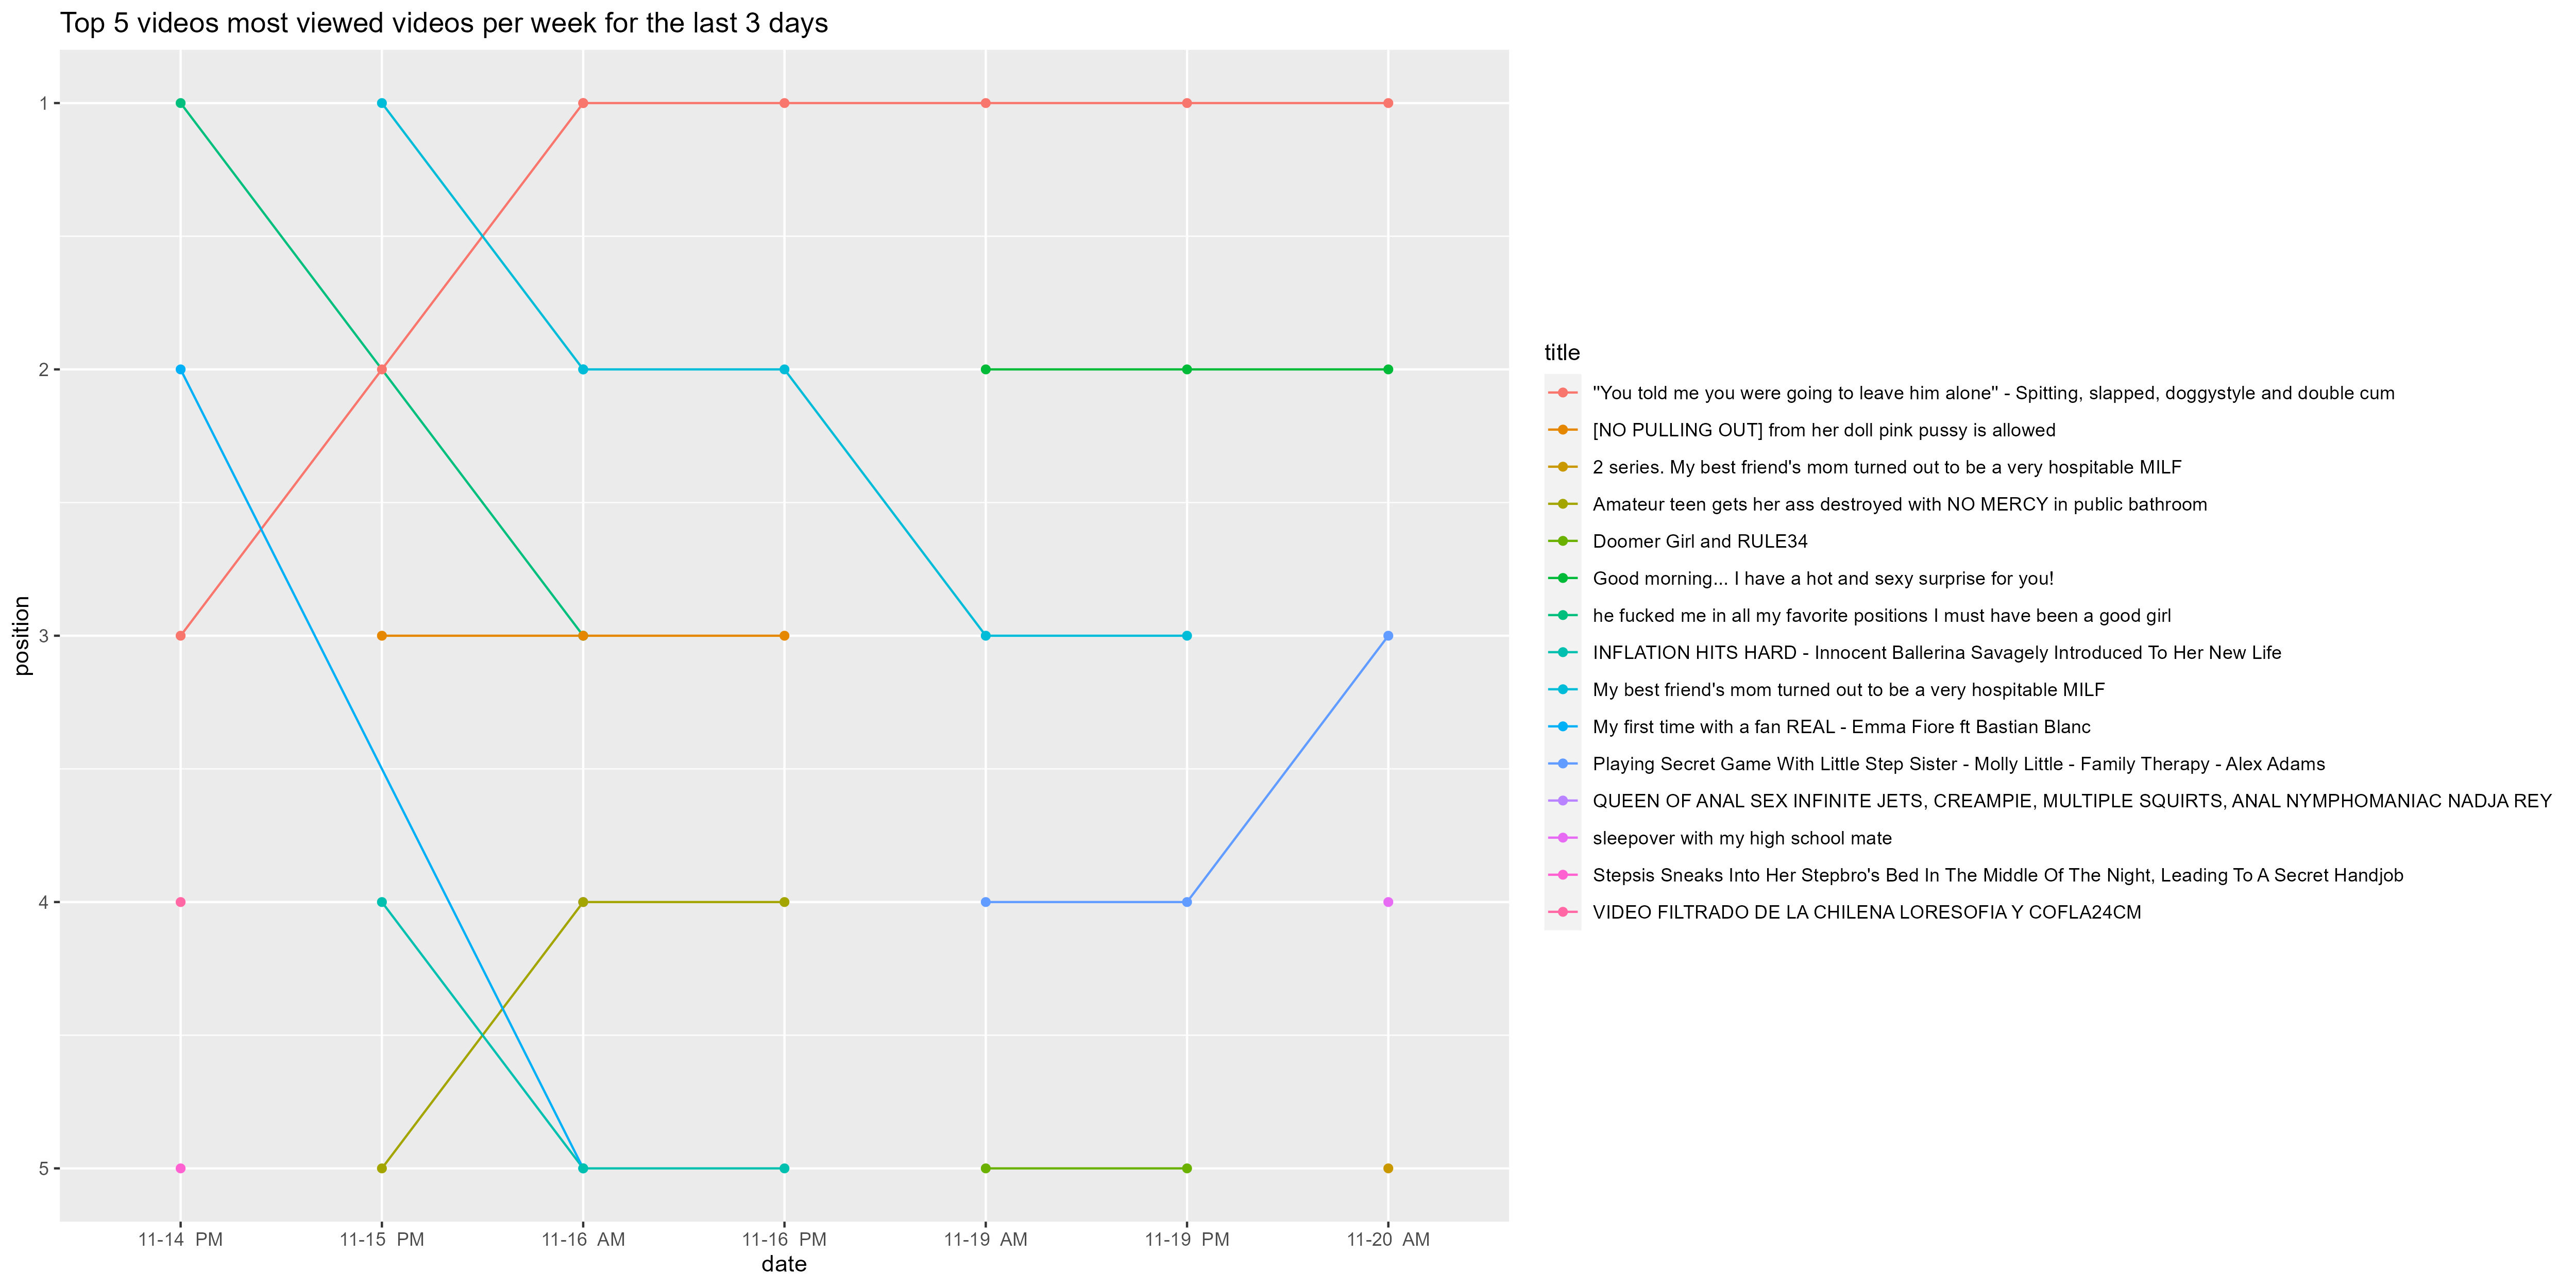 Top 5 videos most viewed videos per week for the last 3 days
position
1
2
3
4
5
11-14 PM
11-15 PM
11-16 AM
11-16 PM
11-19 AM
11-19 PM
11-20 AM
date
title
"You told me you were going to leave him alone" - Spitting, slapped, doggystyle and double cum
[NO PULLING OUT] from her doll pink pussy is allowed
2 series. My best friend's mom turned out to be a very hospitable MILF
Amateur teen gets her ass destroyed with NO MERCY in public bathroom
Doomer Girl and RULE34
Good morning... I have a hot and sexy surprise for you!
he fucked me in all my favorite positions I must have been a good girl
INFLATION HITS HARD - Innocent Ballerina Savagely Introduced To Her New Life
My best friend's mom turned out to be a very hospitable MILF
My first time with a fan REAL - Emma Fiore ft Bastian Blanc
Playing Secret Game With Little Step Sister - Molly Little - Family Therapy - Alex Adams
QUEEN OF ANAL SEX INFINITE JETS, CREAMPIE, MULTIPLE SQUIRTS, ANAL NYMPHOMANIAC NADJA REY
sleepover with my high school mate
Stepsis Sneaks Into Her Stepbro's Bed In The Middle Of The Night, Leading To A Secret Handjob
VIDEO FILTRADO DE LA CHILENA LORESOFIA Y COFLA24CM